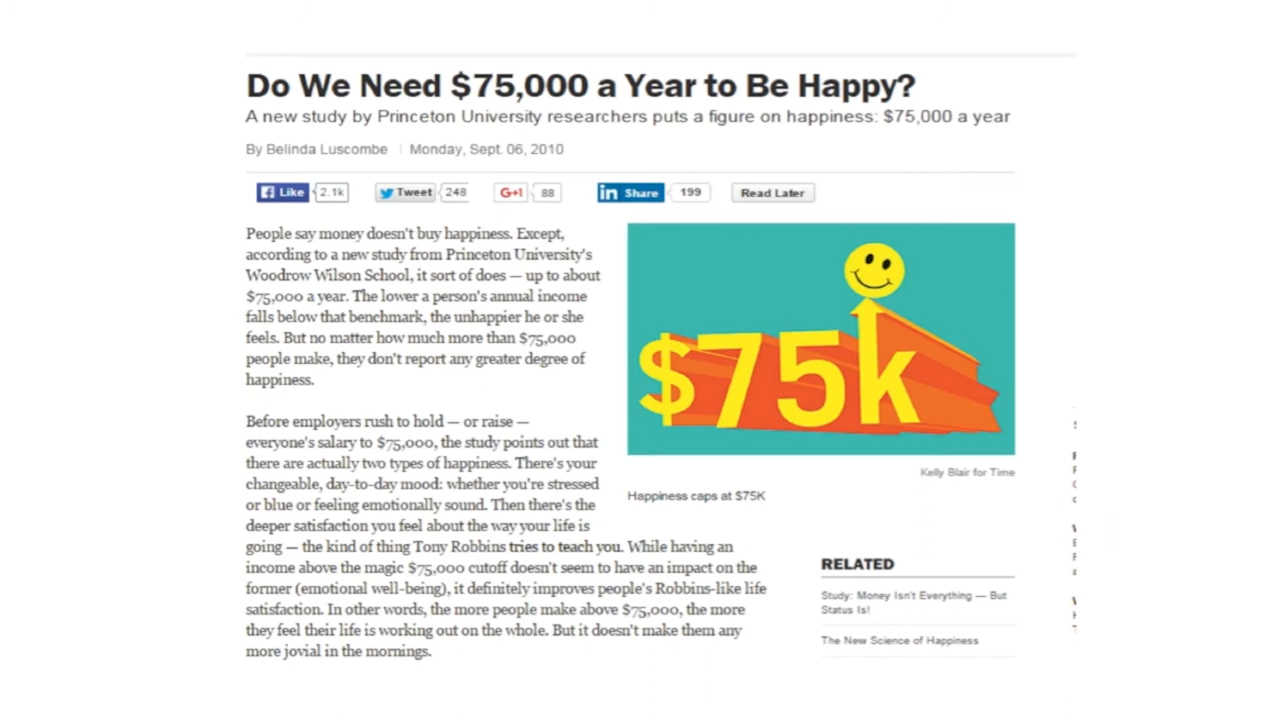 Do We Need $75,000 a Year to Be Happy?
A new study by Princeton University researchers puts a figure on happiness: $75,000 a year
By Belinda Luscombe | Monday, Sept. 06, 2010
Like 2.1k Tweet 248 G+1 88 in Share 199 Read Later
People say money doesn't buy happiness. Except,
according to a new study from Princeton University's
Woodrow Wilson School, it sort of does — up to about
$75,000 a year. The lower a person's annual income
falls below that benchmark, the unhappier he or she
feels. But no matter how much more than $75,000
people make, they don't report any greater degree of
happiness.
Before employers rush to hold — or raise —
everyone's salary to $75,000, the study points out that
there are actually two types of happiness. There's your
changeable, day-to-day mood: whether you're stressed
or blue or feeling emotionally sound. Then there's the
deeper satisfaction you feel about the way your life is
going — the kind of thing Tony Robbins tries to teach you. While having an
income above the magic $75,000 cutoff doesn't seem to have an impact on the
former (emotional well-being), it definitely improves people's Robbins-like life
satisfaction. In other words, the more people make above $75,000, the more
they feel their life is working out on the whole. But it doesn't make them any
more jovial in the mornings.
$75k
Kelly Blair for Time
Happiness caps at $75K
RELATED
Study: Money Isn't Everything — But
Status Is!
The New Science of Happiness